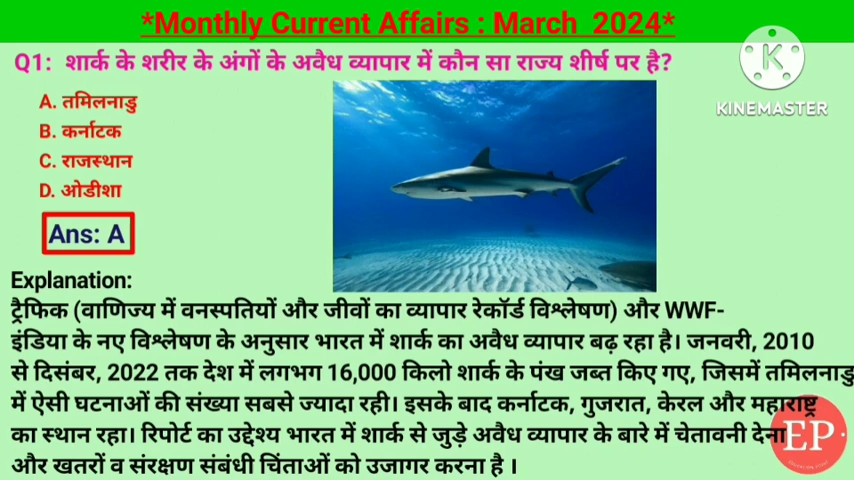 *Monthly Current Affairs : March 2024*
Q1: शार्क के शरीर के अंगों के अवैध व्यापार में कौन सा राज्य शीर्ष पर है?
K
KINEMASTER
A. तमिलनाडु
B. कर्नाटक
C. राजस्थान
D. ओडीशा
Ans: A
Explanation:
ट्रैफिक (वाणिज्य में वनस्पतियों और जीवों का व्यापार रेकॉर्ड विश्लेषण) और WWF-
इंडिया के नए विश्लेषण के अनुसार भारत में शार्क का अवैध व्यापार बढ़ रहा है। जनवरी, 2010
से दिसंबर, 2022 तक देश में लगभग 16,000 किलो शार्क के पंख जब्त किए गए, जिसमें तमिलनाडु
में ऐसी घटनाओं की संख्या सबसे ज्यादा रही। इसके बाद कर्नाटक, गुजरात, केरल और महाराष्ट्र
का स्थान रहा। रिपोर्ट का उद्देश्य भारत में शार्क से जुड़े अवैध व्यापार के बारे में चेतावनी देना
और खतरों व संरक्षण संबंधी चिंताओं को उजागर करना है ।
EP